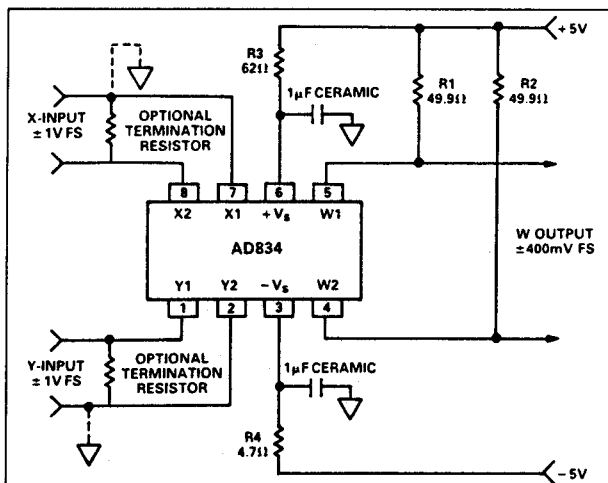 +5V
R3
62Ω
R1
49.9Ω
R2
49.9Ω
1μF CERAMIC
X-INPUT
±1V FS
OPTIONAL
TERMINATION
RESISTOR
8 7 6 5
X2 X1 +VS W1
AD834
W OUTPUT
±400mV FS
Y1 Y2 −VS W2
1 2 3 4
Y-INPUT
±1V FS
OPTIONAL
TERMINATION
RESISTOR
1μF CERAMIC
R4
4.7Ω
−5V